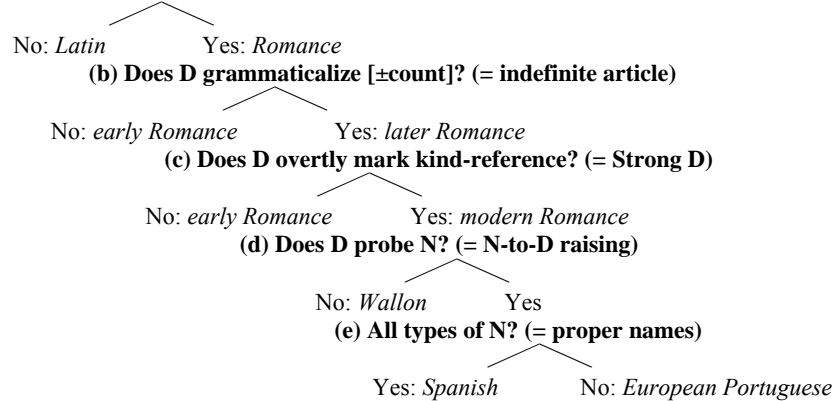 No: Latin Yes: Romance
(b) Does D grammaticalize [±count]? (= indefinite article)
No: early Romance Yes: later Romance
(c) Does D overtly mark kind-reference? (= Strong D)
No: early Romance Yes: modern Romance
(d) Does D probe N? (= N-to-D raising)
No: Wallon Yes
(e) All types of N? (= proper names)
Yes: Spanish No: European Portuguese